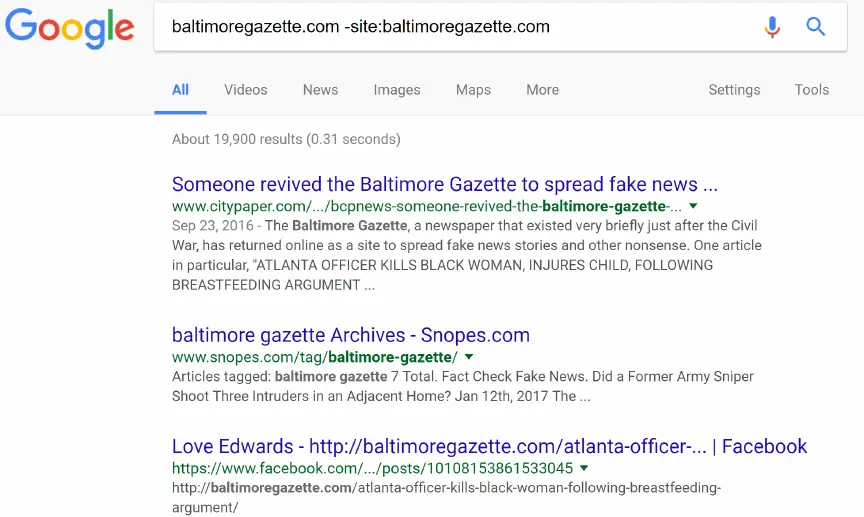 Google
baltimoregazette.com -site:baltimoregazette.com
All Videos News Images Maps More Settings Tools
About 19,900 results (0.31 seconds)
Someone revived the Baltimore Gazette to spread fake news ...
www.citypaper.com/.../bcpnews-someone-revived-the-baltimore-gazette-...
Sep 23, 2016 - The Baltimore Gazette, a newspaper that existed very briefly just after the Civil
War, has returned online as a site to spread fake news stories and other nonsense. One article
in particular, "ATLANTA OFFICER KILLS BLACK WOMAN, INJURES CHILD, FOLLOWING
BREASTFEEDING ARGUMENT ...
baltimore gazette Archives - Snopes.com
www.snopes.com/tag/baltimore-gazette/
Articles tagged: baltimore gazette 7 Total. Fact Check Fake News. Did a Former Army Sniper
Shoot Three Intruders in an Adjacent Home? Jan 12th, 2017 The ...
Love Edwards - http://baltimoregazette.com/atlanta-officer-... | Facebook
https://www.facebook.com/.../posts/10108153861533045
http://baltimoregazette.com/atlanta-officer-kills-black-woman-following-breastfeeding-
argument/